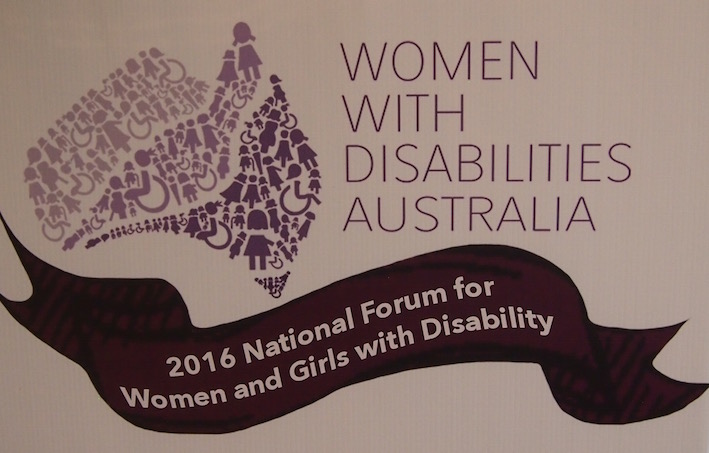 WOMEN
WITH
DISABILITIES
AUSTRALIA
2016 National Forum for
Women and Girls with Disability